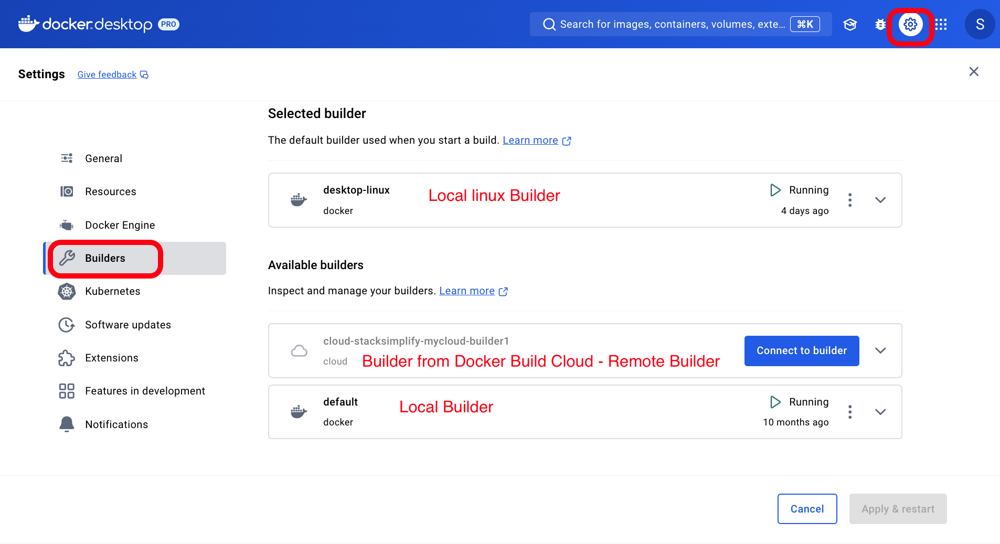 docker desktop PRO
Search for images, containers, volumes, exte... ⌘K
S
Settings Give feedback
General
Resources
Docker Engine
Builders
Kubernetes
Software updates
Extensions
Features in development
Notifications
Selected builder
The default builder used when you start a build. Learn more
desktop-linux
docker
Local linux Builder
Running
4 days ago
Available builders
Inspect and manage your builders. Learn more
cloud-stacksimplify-mycloud-builder1
cloud
Builder from Docker Build Cloud - Remote Builder
Connect to builder
default
docker
Local Builder
Running
10 months ago
Cancel
Apply & restart